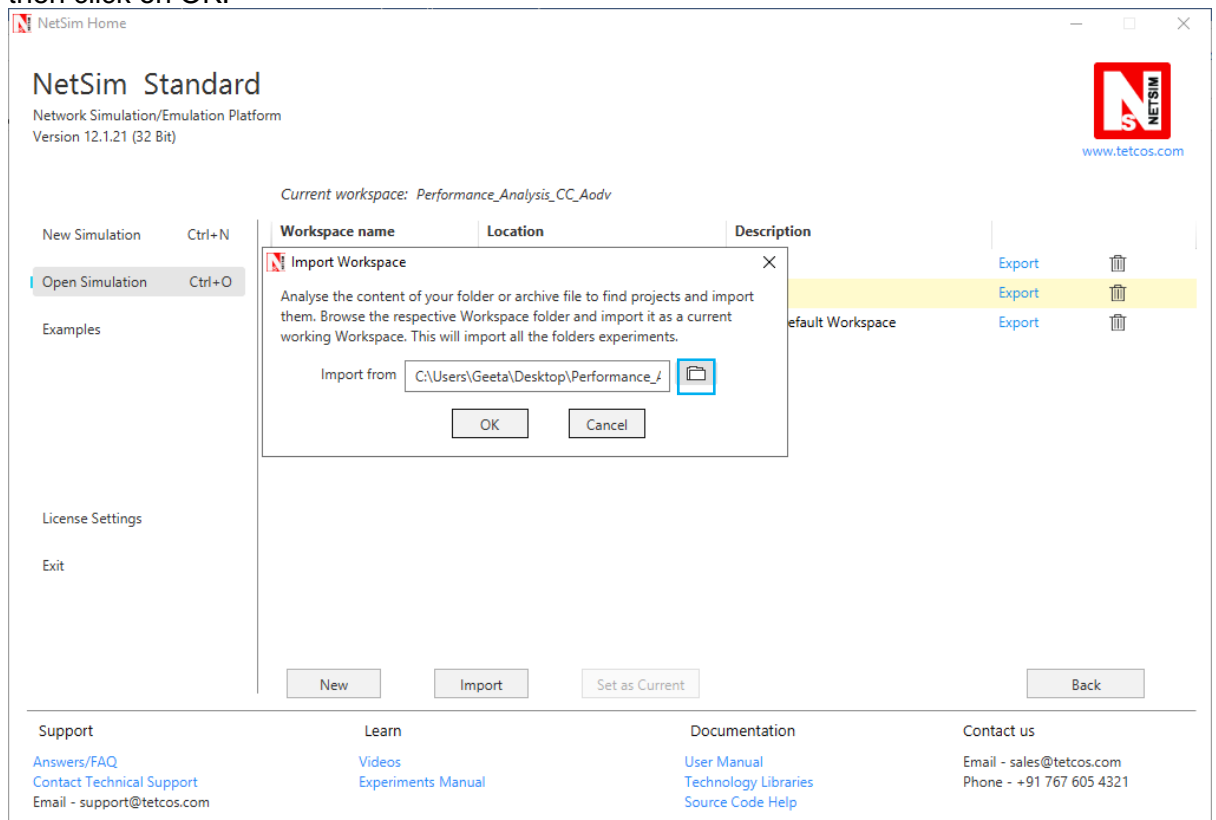 then click on OK.
NetSim Home
NetSim Standard
Network Simulation/Emulation Platform
Version 12.1.21 (32 Bit)
NETSIM
www.tetcos.com
Current workspace: Performance_Analysis_CC_Aodv
New Simulation Ctrl+N
Open Simulation Ctrl+O
Examples
License Settings
Exit
Workspace name Location Description
Export
Export
efault Workspace Export
Import Workspace
Analyse the content of your folder or archive file to find projects and import
them. Browse the respective Workspace folder and import it as a current
working Workspace. This will import all the folders experiments.
Import from C:\Users\Geeta\Desktop\Performance_A
OK Cancel
New Import Set as Current Back
Support Learn Documentation Contact us
Answers/FAQ Videos User Manual Email - sales@tetcos.com
Contact Technical Support Experiments Manual Technology Libraries Phone - +91 767 605 4321
Email - support@tetcos.com Source Code Help